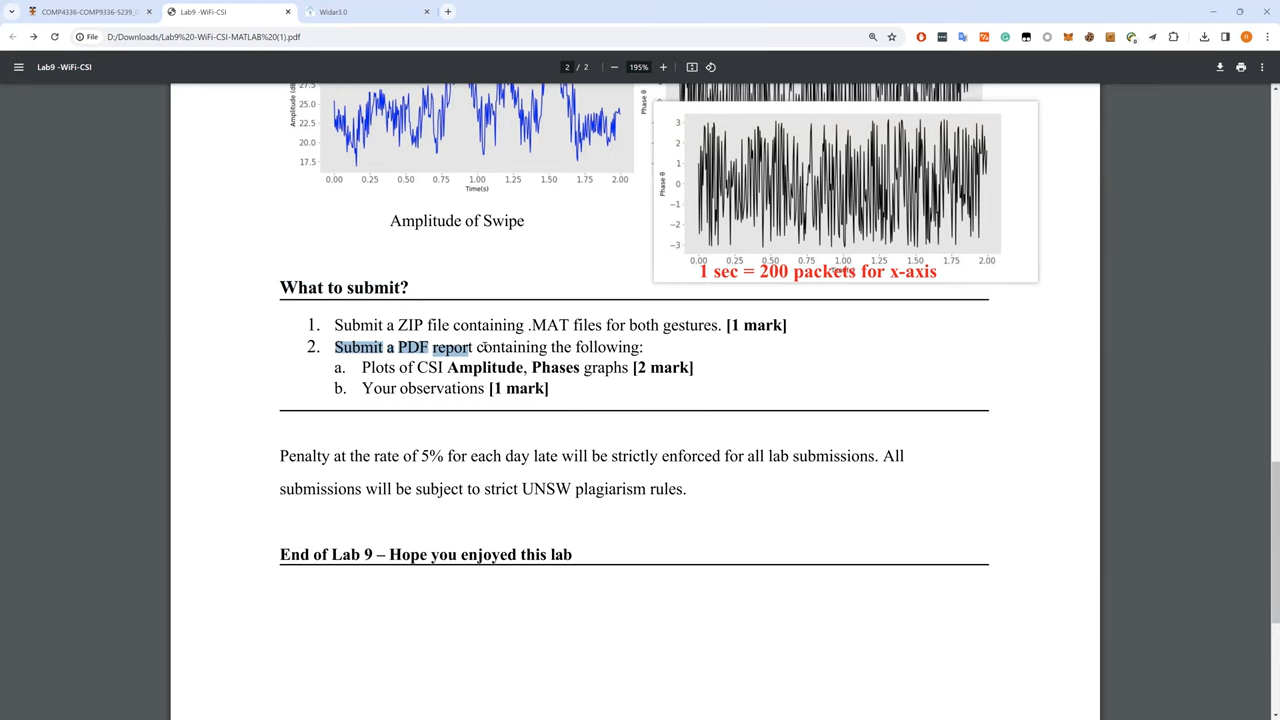 COMP4336-COMP9336-5239_0
Lab9 -WiFi-CSI
Widar3.0
File
D:/Downloads/Lab9%20-WiFi-CSI-MATLAB%20(1).pdf
Lab9 -WiFi-CSI
2 / 2
195%
Amplitude (dB
27.5
25.0
22.5
20.0
17.5
0.00 0.25 0.50 0.75 1.00 1.25 1.50 1.75 2.00
Time(s)
Amplitude of Swipe
Phase θ
Phase θ
3
2
1
0
−1
−2
−3
0.00 0.25 0.50 0.75 1.00 1.25 1.50 1.75 2.00
1 sec = 200 packets for x-axis
What to submit?
1. Submit a ZIP file containing .MAT files for both gestures. [1 mark]
2. Submit a PDF report containing the following:
a. Plots of CSI Amplitude, Phases graphs [2 mark]
b. Your observations [1 mark]
Penalty at the rate of 5% for each day late will be strictly enforced for all lab submissions. All
submissions will be subject to strict UNSW plagiarism rules.
End of Lab 9 – Hope you enjoyed this lab